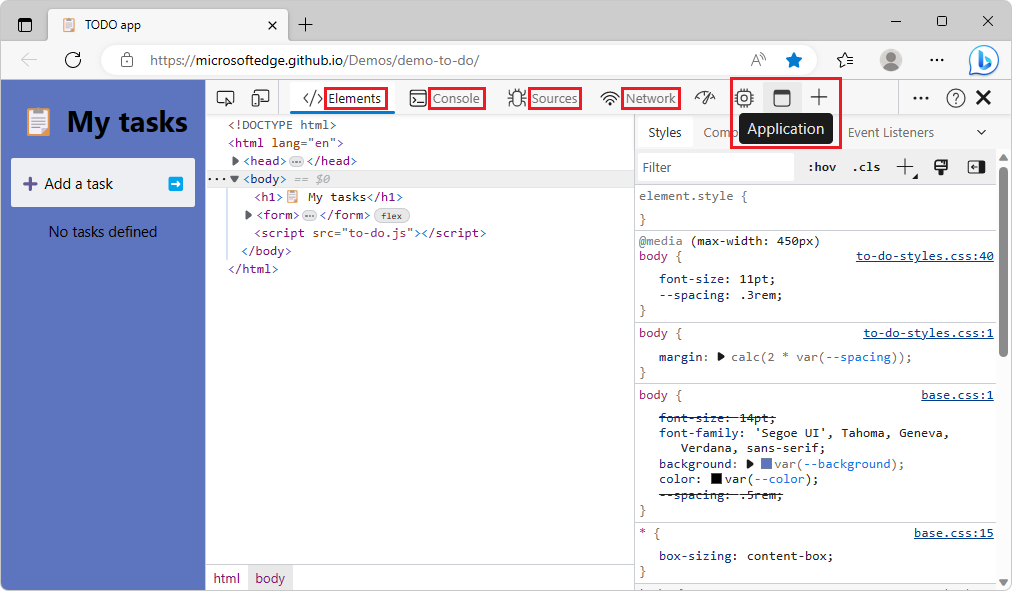 TODO app
https://microsoftedge.github.io/Demos/demo-to-do/
My tasks
Add a task
No tasks defined
Elements Console Sources Network
Application
<!DOCTYPE html>
<html lang="en">
<head> ⋯ </head>
<body> == $0
<h1>📋 My tasks</h1>
<form> ⋯ </form> flex
<script src="to-do.js"></script>
</body>
</html>
html body
Styles Comp Event Listeners
Filter :hov .cls
element.style {
}
@media (max-width: 450px)
body { to-do-styles.css:40
font-size: 11pt;
--spacing: .3rem;
}
body { to-do-styles.css:1
margin: calc(2 * var(--spacing));
}
body { base.css:1
font-size: 14pt;
font-family: 'Segoe UI', Tahoma, Geneva,
Verdana, sans-serif;
background: var(--background);
color: var(--color);
--spacing: .5rem;
}
* { base.css:15
box-sizing: content-box;
}